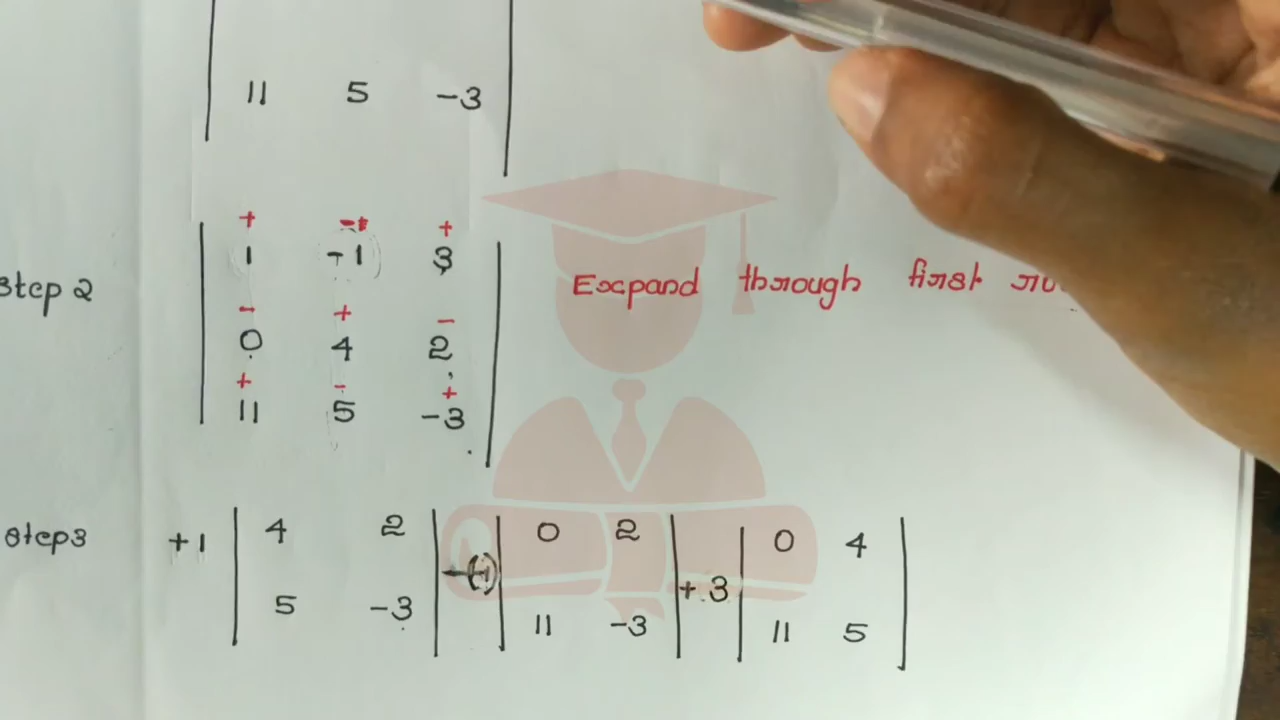 11 5 -3
+ - +
1 -1 3
Step 2
Expand through first
- + -
0 4 2
+ - +
11 5 -3
Step3 +1 4 2 -(-1) 0 2 +3 0 4
5 -3 11 -3 11 5